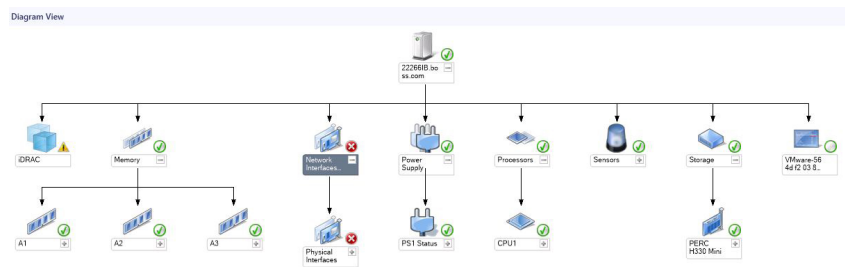 Diagram View
22266IB.bo
ss.com
iDRAC
Memory
Network
Interfaces...
Power
Supply
Processors
Sensors
Storage
VMware-56
4d f2 03 8...
A1
A2
A3
Physical
Interfaces
PS1 Status
CPU1
PERC
H330 Mini